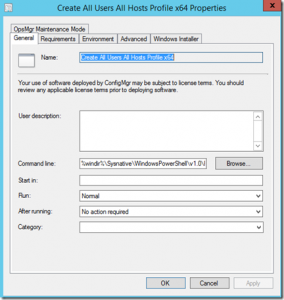 Create All Users All Hosts Profile x64 Properties
x
OpsMgr Maintenance Mode
General Requirements Environment Advanced Windows Installer
Name: Create All Users All Hosts Profile x64
Your use of software deployed by ConfigMgr may be subject to license terms. You should
review any applicable license terms prior to deploying software.
User description:
Command line: %windir%\Sysnative\WindowsPowerShell\v1.0\ Browse...
Start in:
Run: Normal
After running: No action required
Category:
OK Cancel Apply